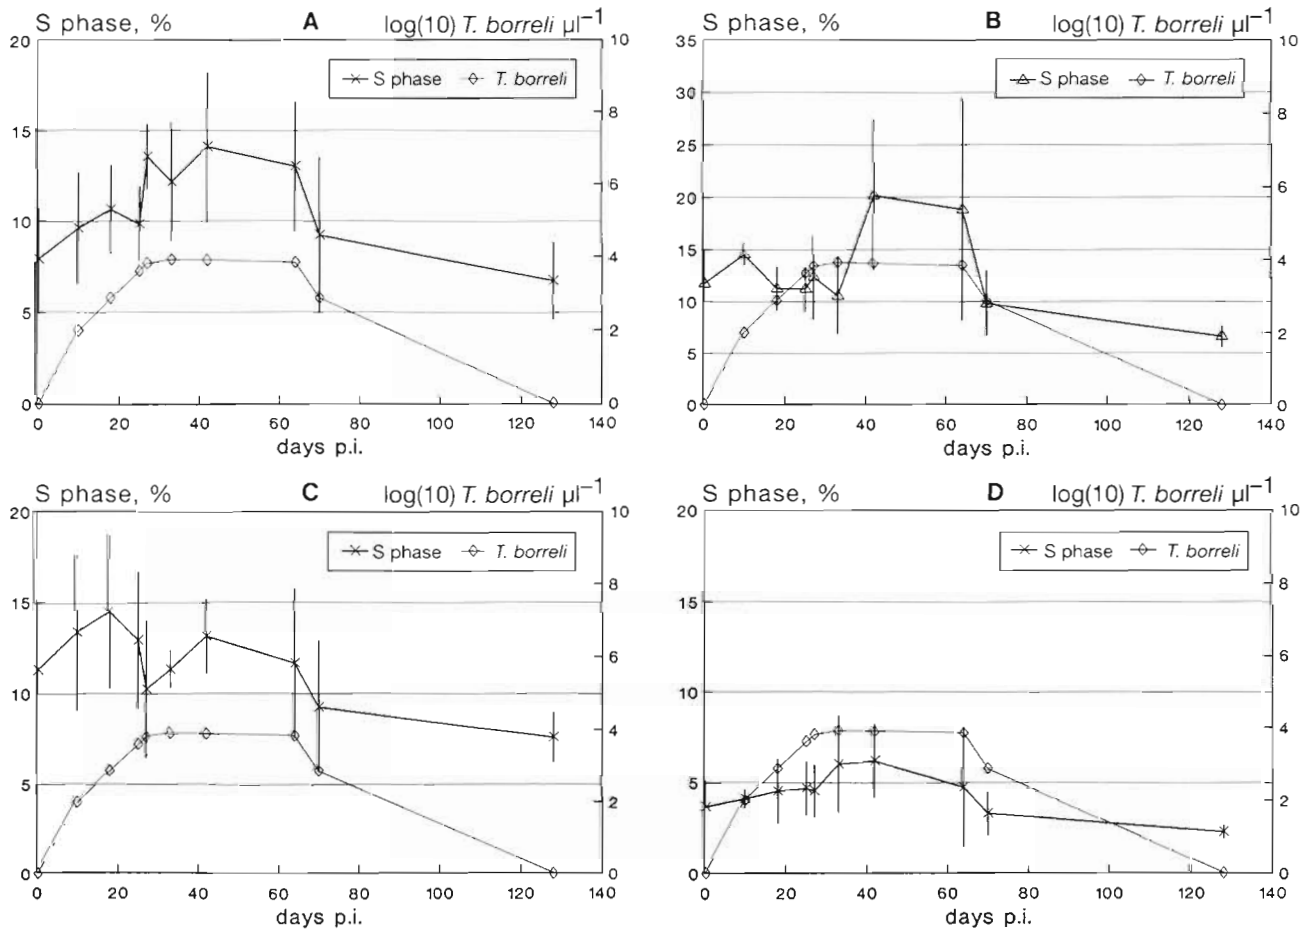 S phase, % A log(10) T. borreli µl⁻¹
20 15 10 5 0
10 8 6 4 2 0
S phase T. borreli
0 20 40 60 80 100 120 140
days p.i.
S phase, % B log(10) T. borreli µl⁻¹
35 30 25 20 15 10 5 0
10 8 6 4 2 0
S phase T. borreli
0 20 40 60 80 100 120 140
days p.i.
S phase, % C log(10) T. borreli µl⁻¹
20 15 10 5 0
10 8 6 4 2 0
S phase T. borreli
0 20 40 60 80 100 120 140
days p.i.
S phase, % D log(10) T. borreli µl⁻¹
20 15 10 5 0
10 8 6 4 2 0
S phase T. borreli
0 20 40 60 80 100 120 140
days p.i.